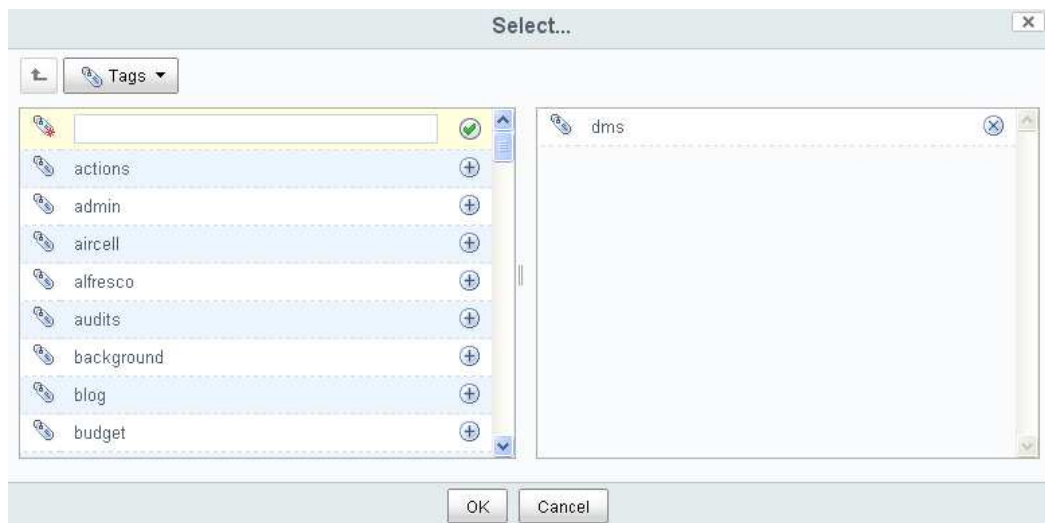 Select...
Tags
actions
admin
aircell
alfresco
audits
background
blog
budget
dms
OK Cancel